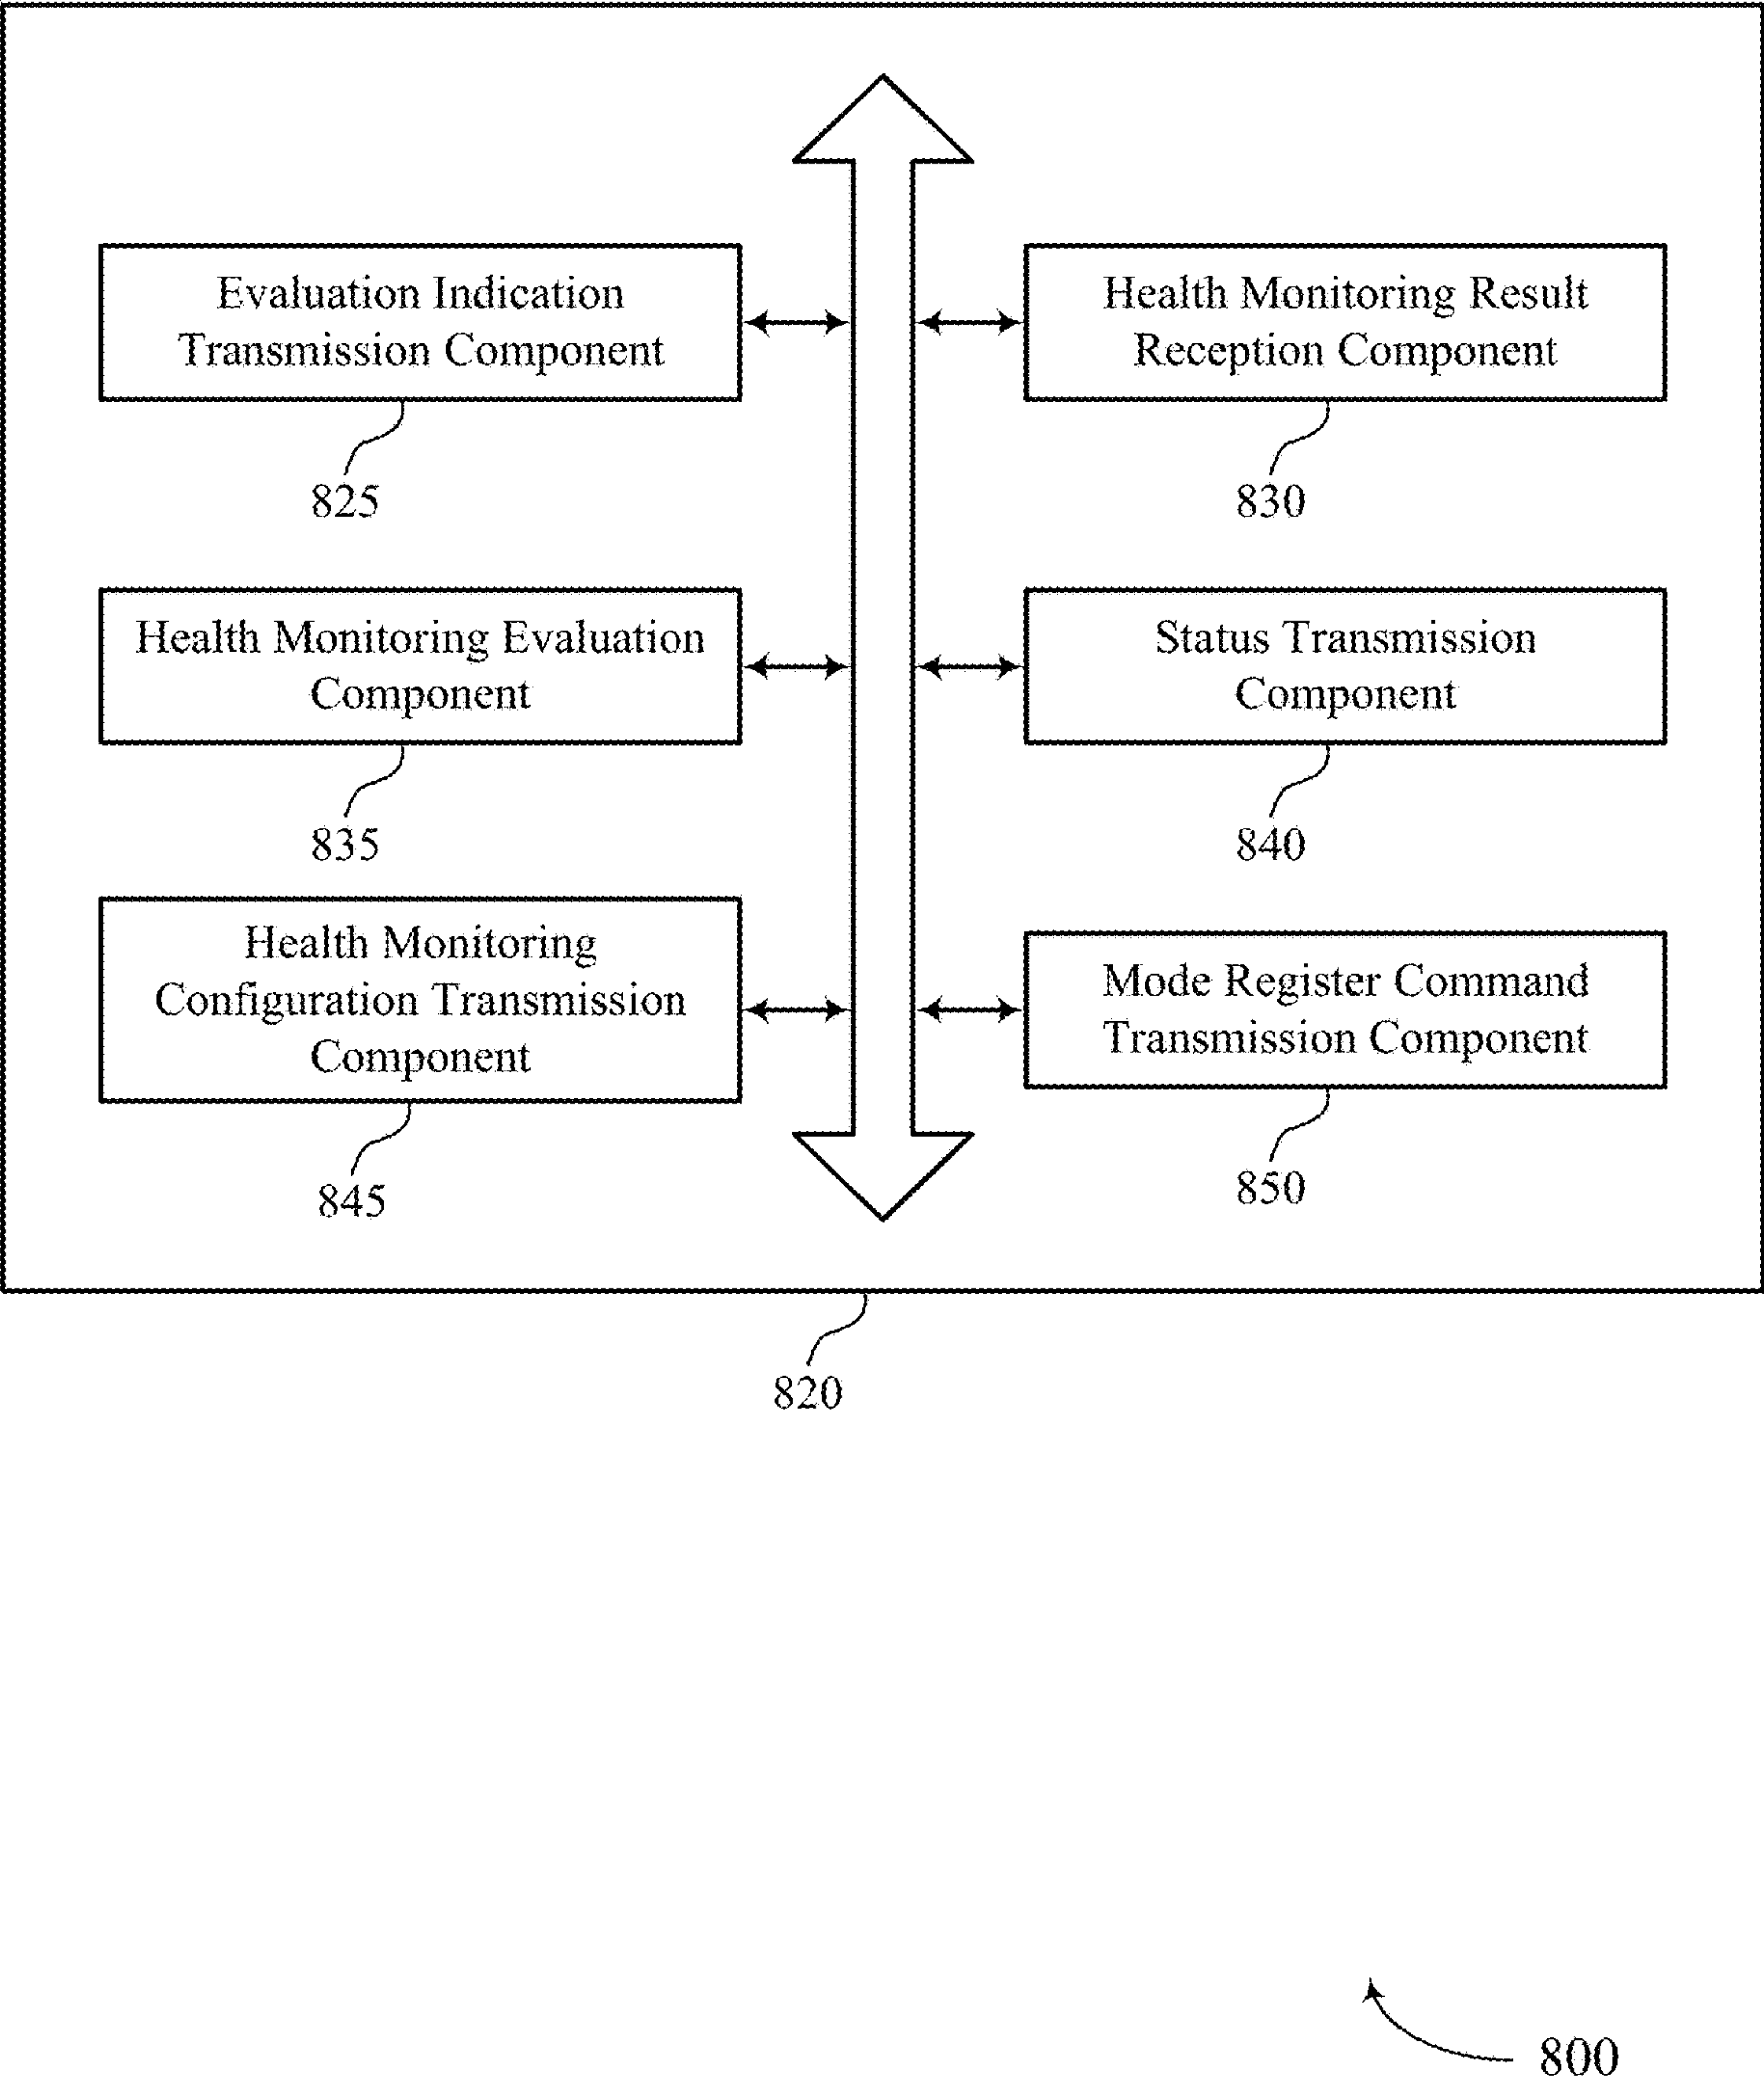 Evaluation Indication
Transmission Component
825
Health Monitoring Result
Reception Component
830
Health Monitoring Evaluation
Component
835
Status Transmission
Component
840
Health Monitoring
Configuration Transmission
Component
845
Mode Register Command
Transmission Component
850
820
800